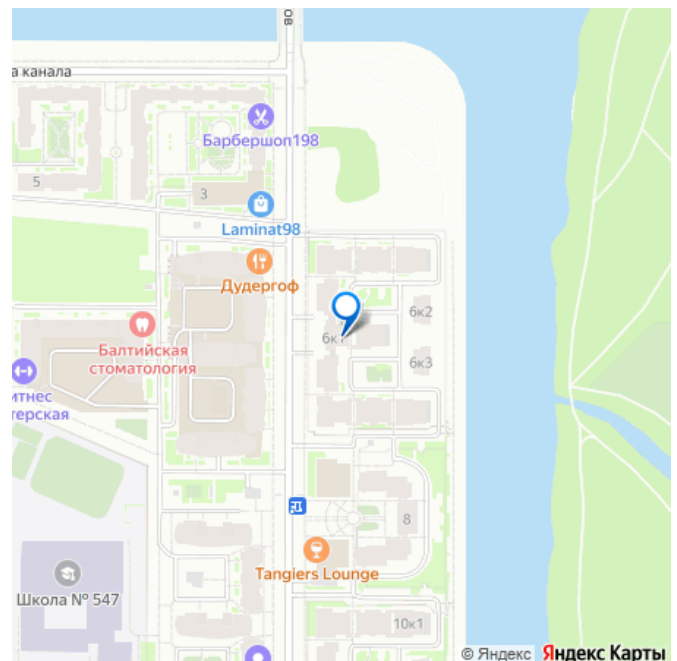 ов
а канала
Барбершоп198
5
3
Laminat98
Дудергоф
6к2
6к1
Балтийская
стоматология
6к3
итнес
терская
8
Tangiers Lounge
Школа № 547
10к1
© Яндекс Яндекс Карты